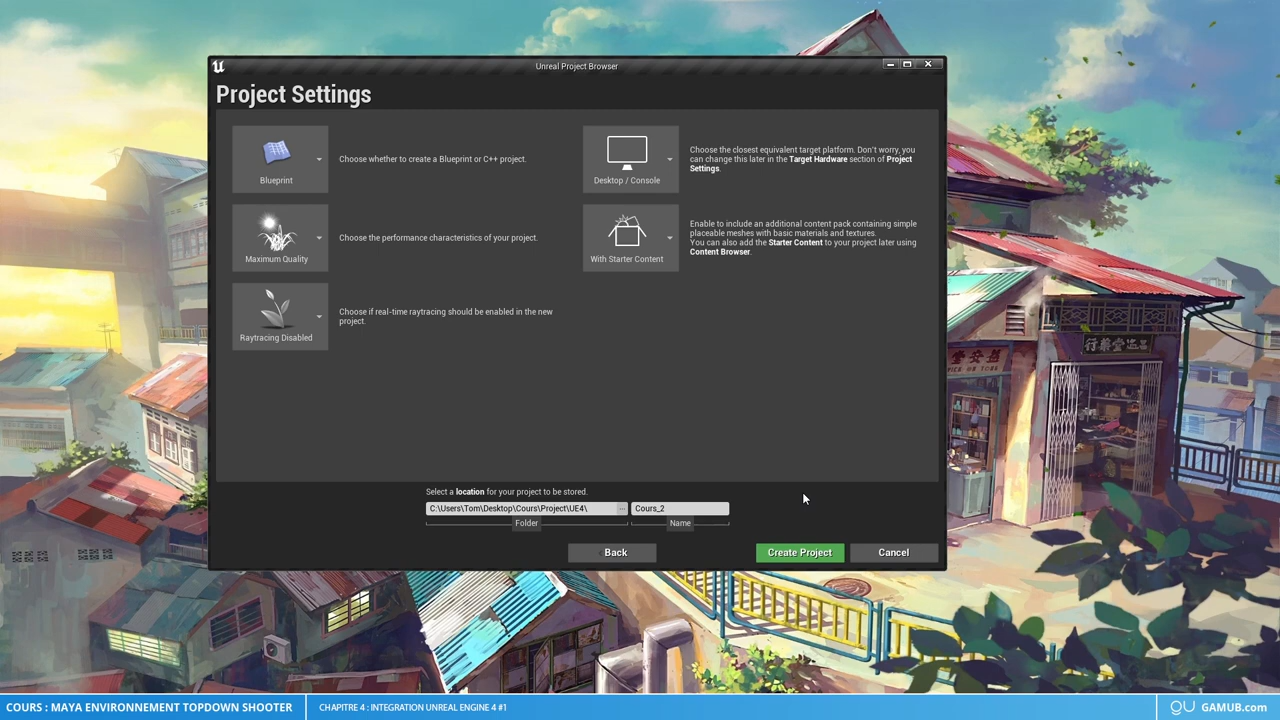 Unreal Project Browser
Project Settings
Blueprint
Choose whether to create a Blueprint or C++ project.
Desktop / Console
Choose the closest equivalent target platform. Don't worry, you
can change this later in the Target Hardware section of Project
Settings.
Maximum Quality
Choose the performance characteristics of your project.
With Starter Content
Enable to include an additional content pack containing simple
placeable meshes with basic materials and textures.
You can also add the Starter Content to your project later using
Content Browser.
Raytracing Disabled
Choose if real-time raytracing should be enabled in the new
project.
Select a location for your project to be stored.
C:\Users\Tom\Desktop\Cours\Project\UE4\
...
Cours_2
Folder
Name
Back
Create Project
Cancel
COURS : MAYA ENVIRONNEMENT TOPDOWN SHOOTER
CHAPITRE 4 : INTEGRATION UNREAL ENGINE 4 #1
GAMUB.com